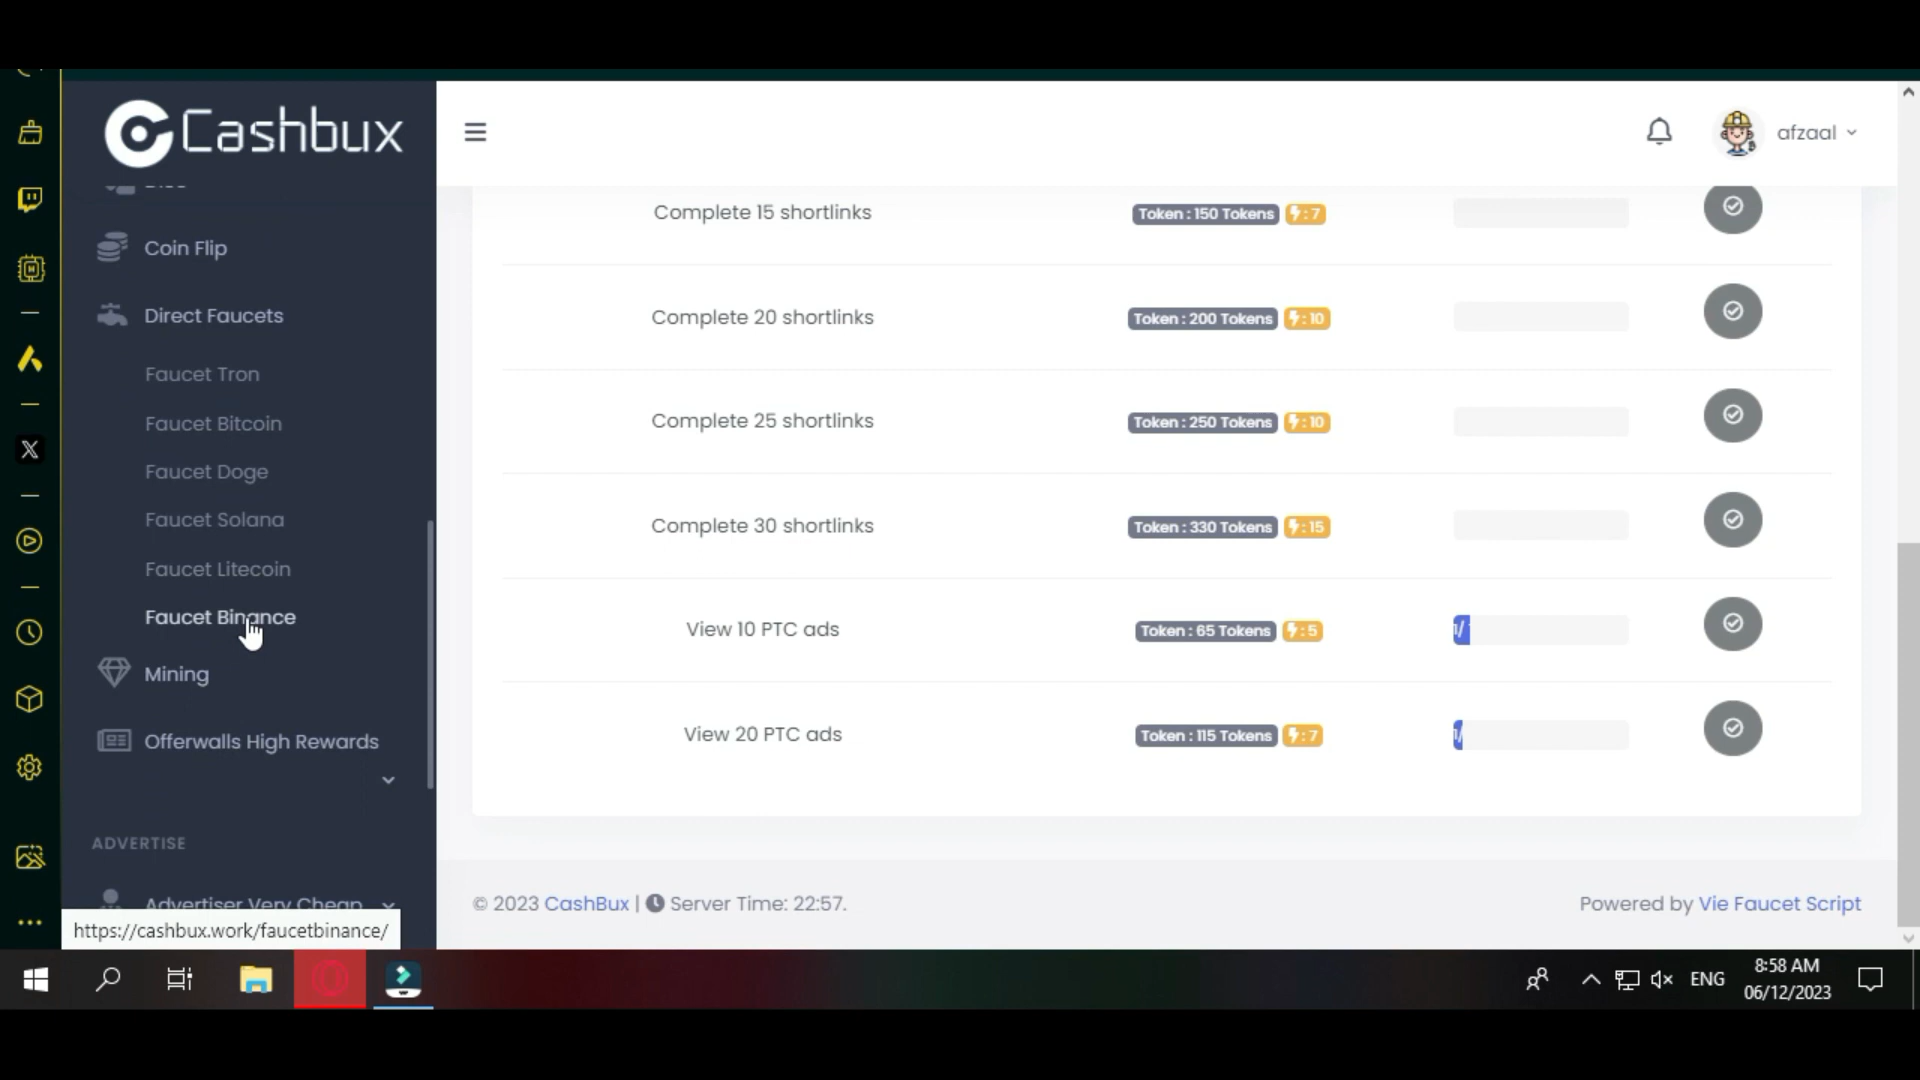 Cashbux
afzaal
Coin Flip
Direct Faucets
Faucet Tron
Faucet Bitcoin
Faucet Doge
Faucet Solana
Faucet Litecoin
Faucet Binance
Mining
Offerwalls High Rewards
ADVERTISE
Advertiser Very Cheap
https://cashbux.work/faucetbinance/
Complete 15 shortlinks Token : 150 Tokens : 7
Complete 20 shortlinks Token : 200 Tokens : 10
Complete 25 shortlinks Token : 250 Tokens : 10
Complete 30 shortlinks Token : 330 Tokens : 15
View 10 PTC ads Token : 65 Tokens : 5
View 20 PTC ads Token : 115 Tokens : 7
© 2023 CashBux | Server Time: 22:57. Powered by Vie Faucet Script
ENG
8:58 AM
06/12/2023